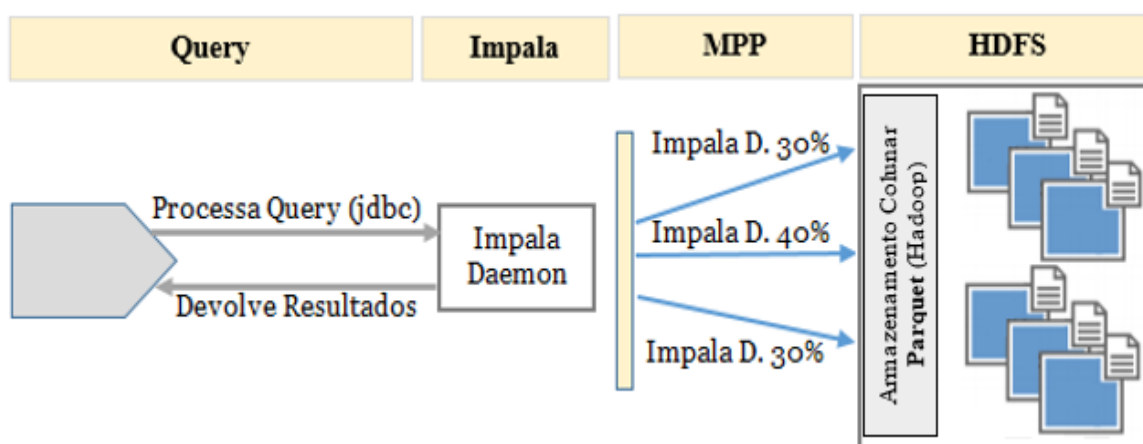 Query
Impala
MPP
HDFS
Processa Query (jdbc)
Devolve Resultados
Impala
Daemon
Impala D. 30%
Impala D. 40%
Impala D. 30%
Armazenamento Colunar
Parquet (Hadoop)